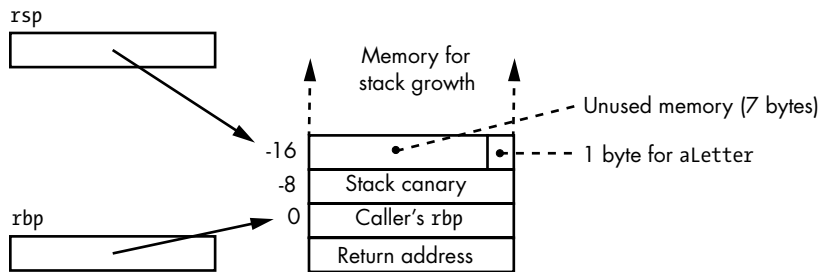 rsp
Memory for
stack growth
Unused memory (7 bytes)
-16
1 byte for aLetter
-8
Stack canary
0
Caller's rbp
rbp
Return address